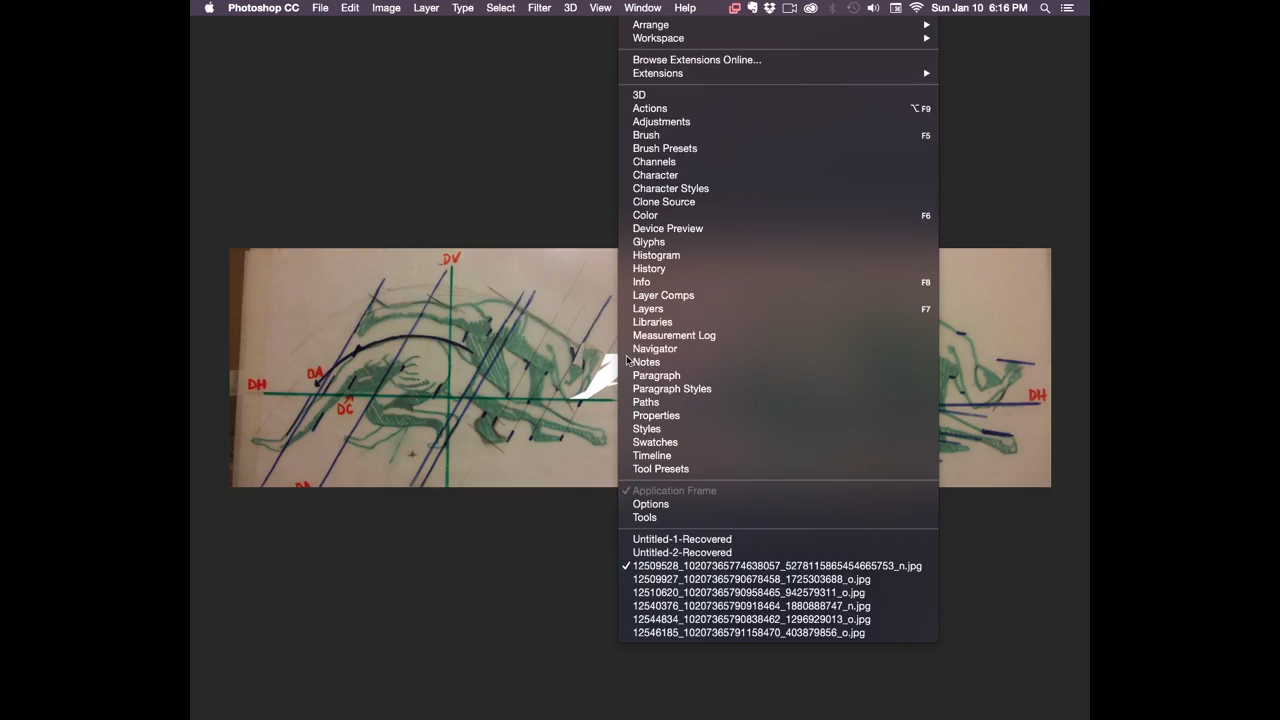 Photoshop CC File Edit Image Layer Type Select Filter 3D View Window Help Sun Jan 10 6:16 PM
Arrange
Workspace
Browse Extensions Online...
Extensions
3D
Actions ⌥ F9
Adjustments
Brush F5
Brush Presets
Channels
Character
Character Styles
Clone Source
Color F6
Device Preview
Glyphs
Histogram
History
Info F8
Layer Comps
Layers F7
Libraries
Measurement Log
Navigator
Notes
Paragraph
Paragraph Styles
Paths
Properties
Styles
Swatches
Timeline
Tool Presets
✓ Application Frame
Options
Tools
Untitled-1-Recovered
Untitled-2-Recovered
✓ 12509528_10207365774638057_5278115865454665753_n.jpg
12509927_10207365790678458_1725303688_o.jpg
12510620_10207365790958465_942579311_o.jpg
12540376_10207365790918464_1880888747_n.jpg
12544834_10207365790838462_1296929013_o.jpg
12546185_10207365791158470_403879856_o.jpg
DV
DA
DH
DC
DH